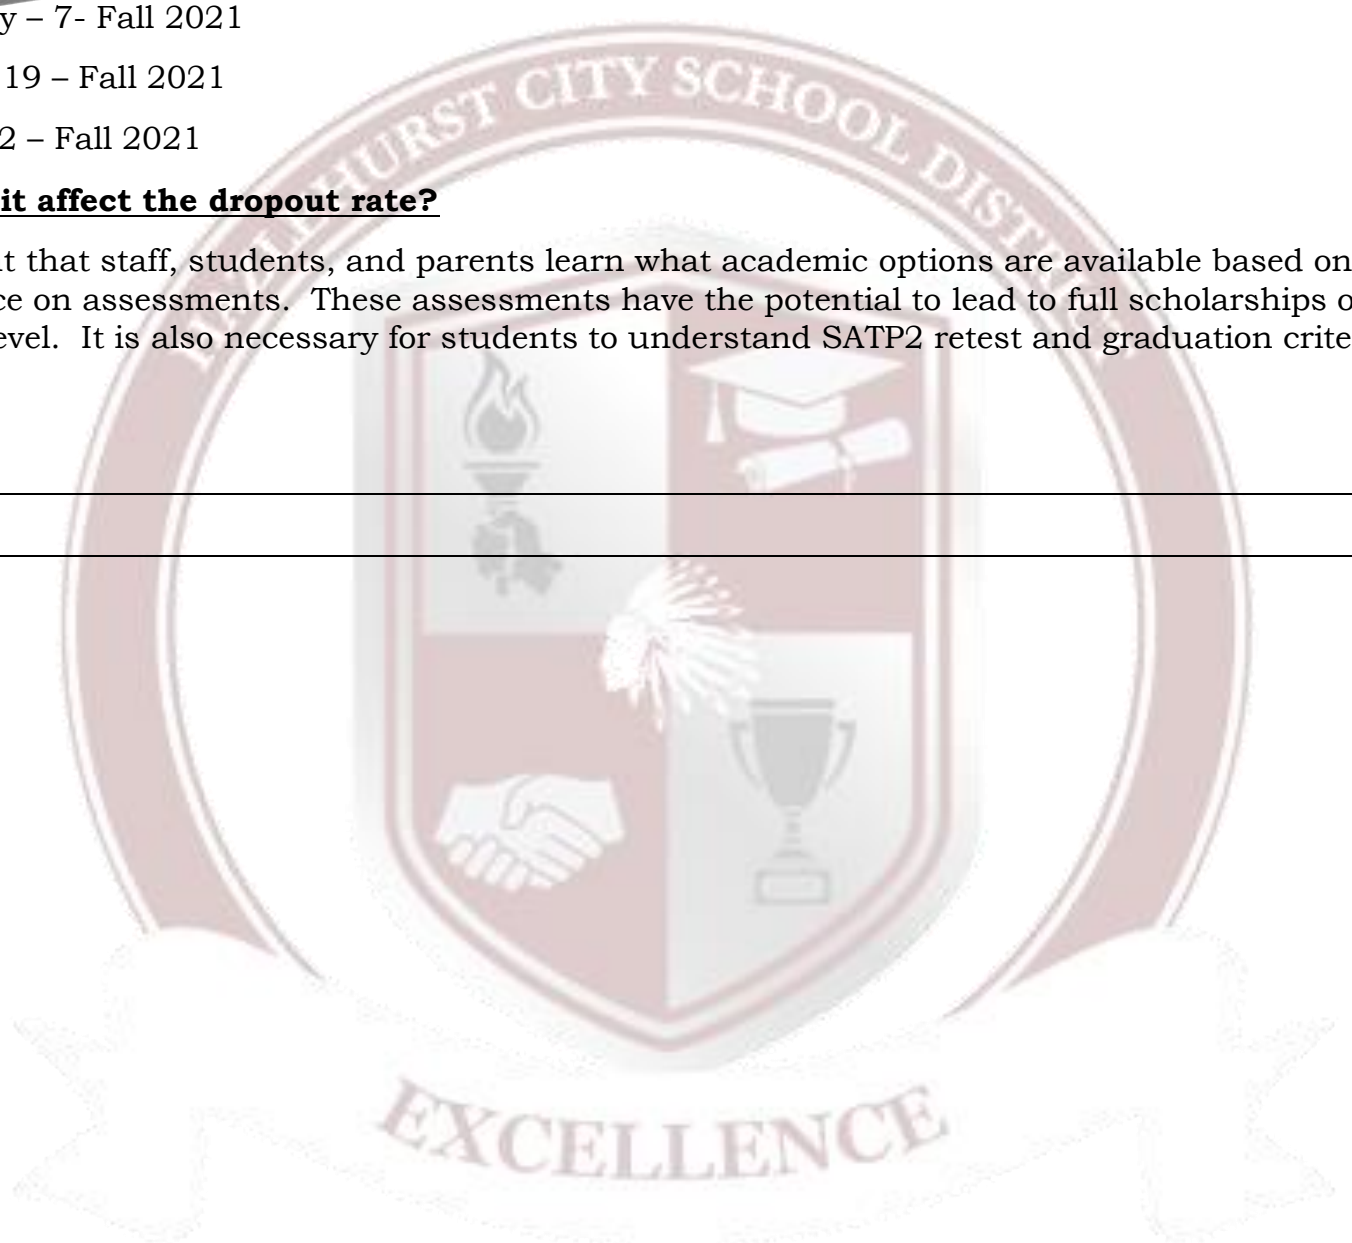 y – 7- Fall 2021
19 – Fall 2021
2 – Fall 2021
it affect the dropout rate?
t that staff, students, and parents learn what academic options are available based on
ce on assessments.  These assessments have the potential to lead to full scholarships o
evel.  It is also necessary for students to understand SATP2 retest and graduation crite
HAZLEHURST CITY SCHOOL DISTRICT
EXCELLENCE